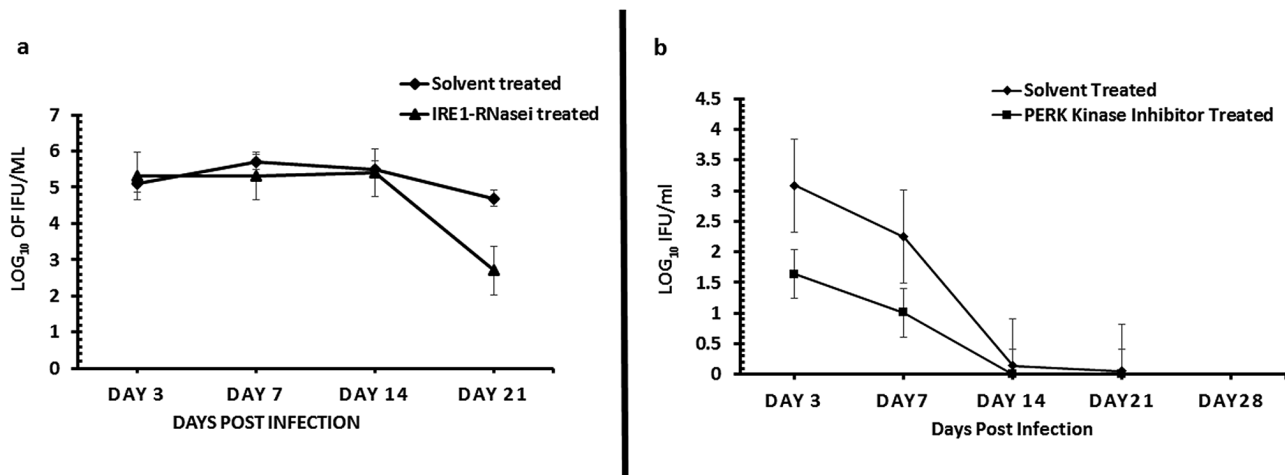 a
Solvent treated
IRE1-RNasei treated
7
6
5
4
3
2
1
0
LOG₁₀ OF IFU/ML
DAY 3
DAY 7
DAY 14
DAY 21
DAYS POST INFECTION
b
Solvent Treated
PERK Kinase Inhibitor Treated
4.5
4
3.5
3
2.5
2
1.5
1
0.5
0
LOG₁₀ IFU/ml
DAY 3
DAY7
DAY 14
DAY21
DAY28
Days Post Infection